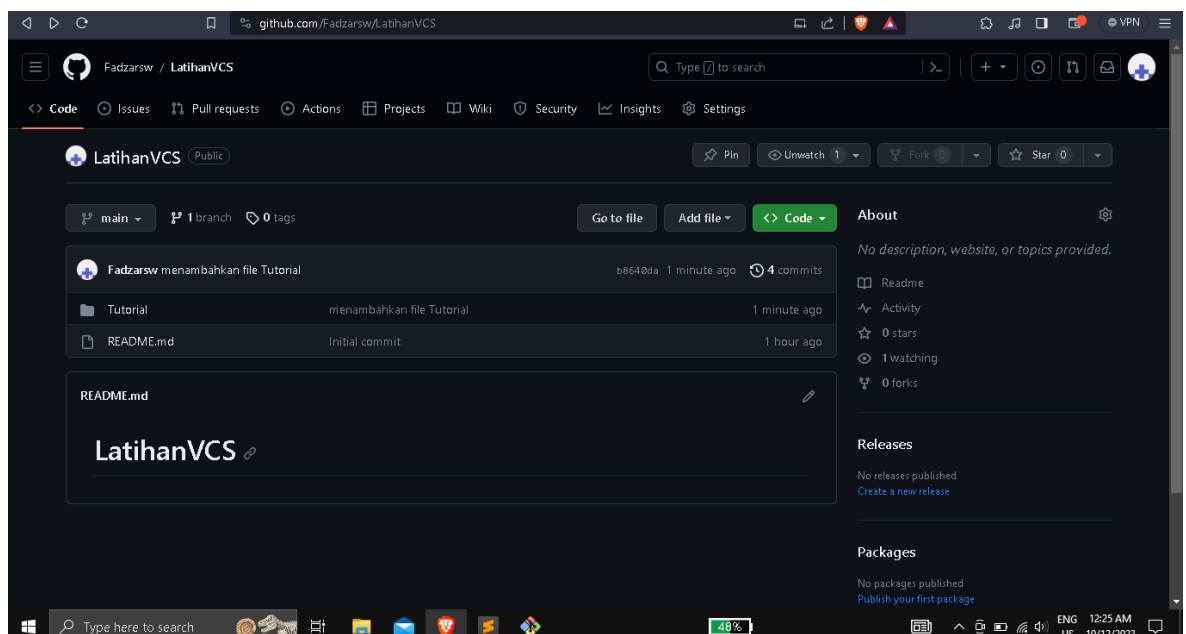 github.com/Fadzarsw/LatihanVCS
VPN
Fadzarsw / LatihanVCS
Type / to search
Code Issues Pull requests Actions Projects Wiki Security Insights Settings
LatihanVCS Public
Pin Unwatch 1 Fork 0 Star 0
main 1 branch 0 tags
Go to file Add file Code
About
No description, website, or topics provided.
Fadzarsw menambahkan file Tutorial b8640da 1 minute ago 4 commits
Tutorial menambahkan file Tutorial 1 minute ago
README.md Initial commit 1 hour ago
Readme
Activity
0 stars
1 watching
0 forks
README.md
LatihanVCS
Releases
No releases published
Create a new release
Packages
No packages published
Publish your first package
Type here to search
48%
ENG 12:25 AM
US